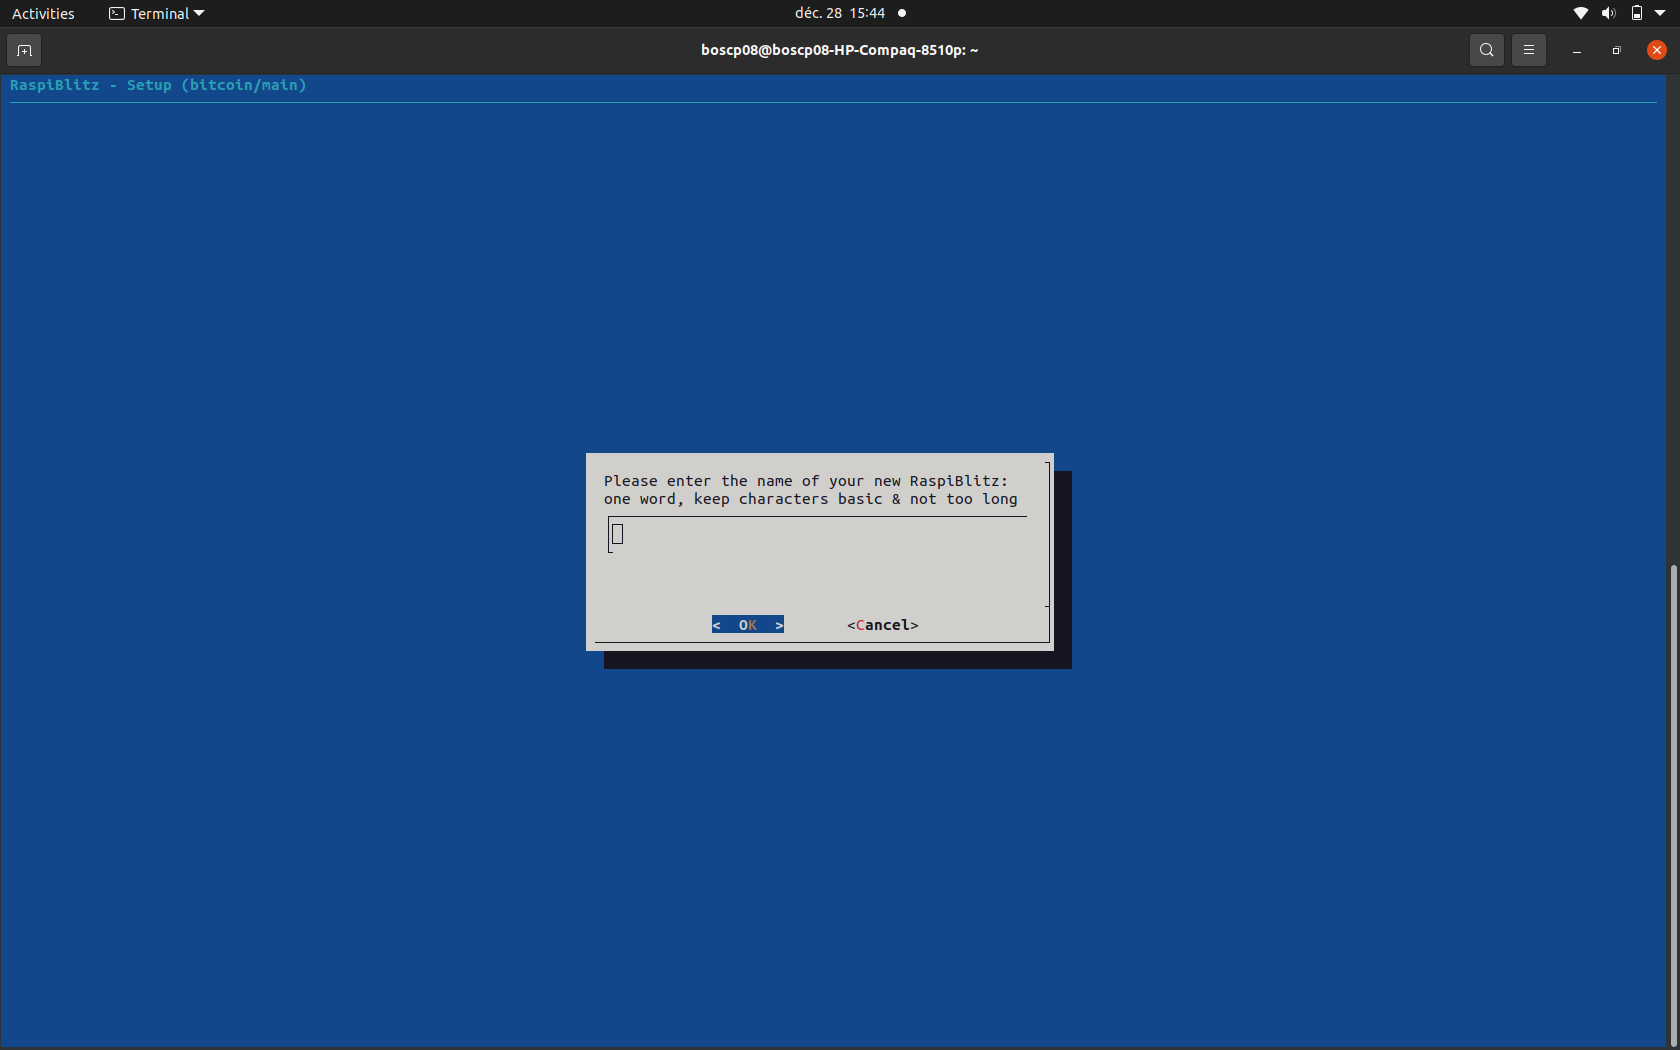 Activities Terminal déc. 28 15:44
boscp08@boscp08-HP-Compaq-8510p: ~
RaspiBlitz - Setup (bitcoin/main)
Please enter the name of your new RaspiBlitz:
one word, keep characters basic & not too long
< OK > <Cancel>